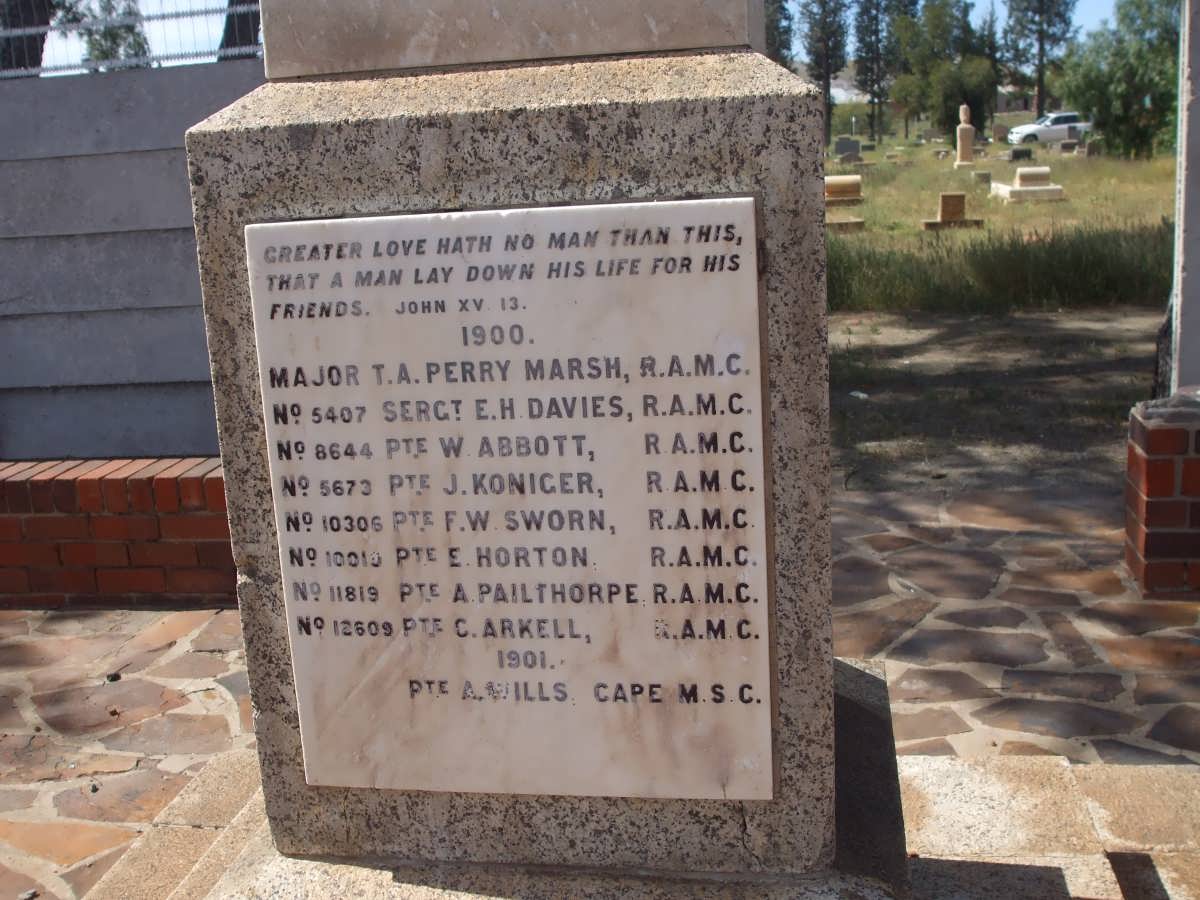 GREATER LOVE HATH NO MAN THAN THIS,
THAT A MAN LAY DOWN HIS LIFE FOR HIS
FRIENDS. JOHN XV. 13.
1900.
MAJOR T.A. PERRY MARSH, R.A.M.C.
Nº 5407 SERGT E.H. DAVIES, R.A.M.C.
Nº 8644 PTE W. ABBOTT, R.A.M.C.
Nº 5673 PTE J. KONIGER, R.A.M.C.
Nº 10306 PTE F.W. SWORN, R.A.M.C.
Nº PTE E. HORTON R.A.M.C.
Nº 11819 PTE A. PAILTHORPE R.A.M.C.
Nº 12609 PTE C. ARKELL, R.A.M.C.
1901.
PTE A. WILLS. CAPE M.S.C.